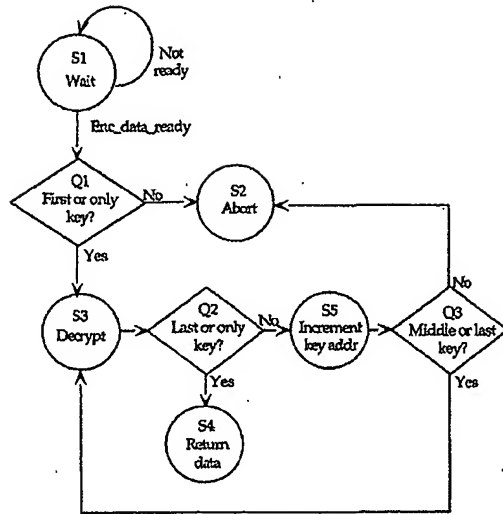 S1
Wait
Not
ready
Enc_data_ready
Q1
First or only
key?
No
S2
Abort
Yes
No
S3
Decrypt
Q2
Last or only
key?
No
S5
Increment
key addr
Q3
Middle or last
key?
Yes
Yes
S4
Return
data